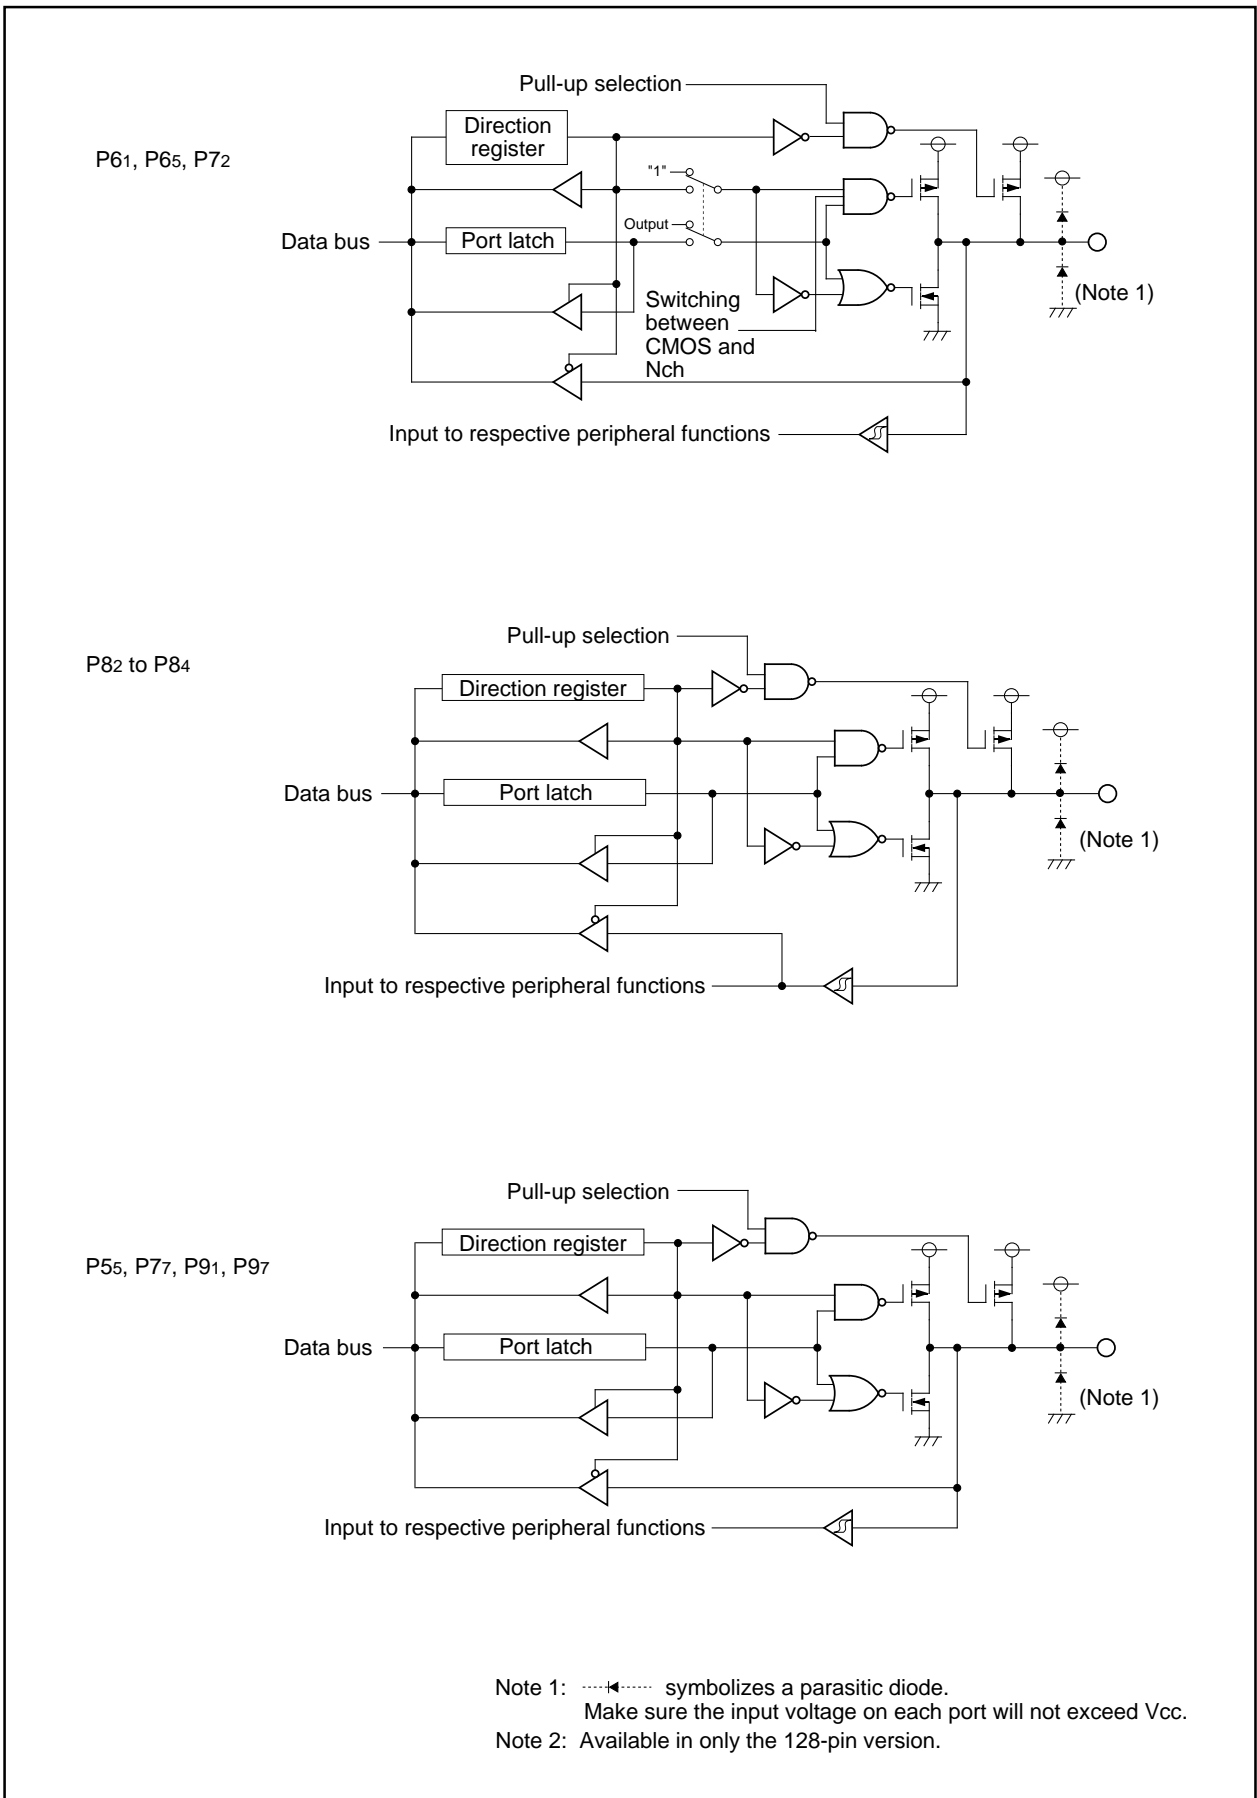 Pull-up selection
Direction
register
P61, P65, P72
"1"
Output
Data bus
Port latch
Switching
between
CMOS and
Nch
(Note 1)
Input to respective peripheral functions
Pull-up selection
P82 to P84
Direction register
Data bus
Port latch
(Note 1)
Input to respective peripheral functions
Pull-up selection
Direction register
P55, P77, P91, P97
Data bus
Port latch
(Note 1)
Input to respective peripheral functions
Note 1: symbolizes a parasitic diode.
Make sure the input voltage on each port will not exceed Vcc.
Note 2: Available in only the 128-pin version.